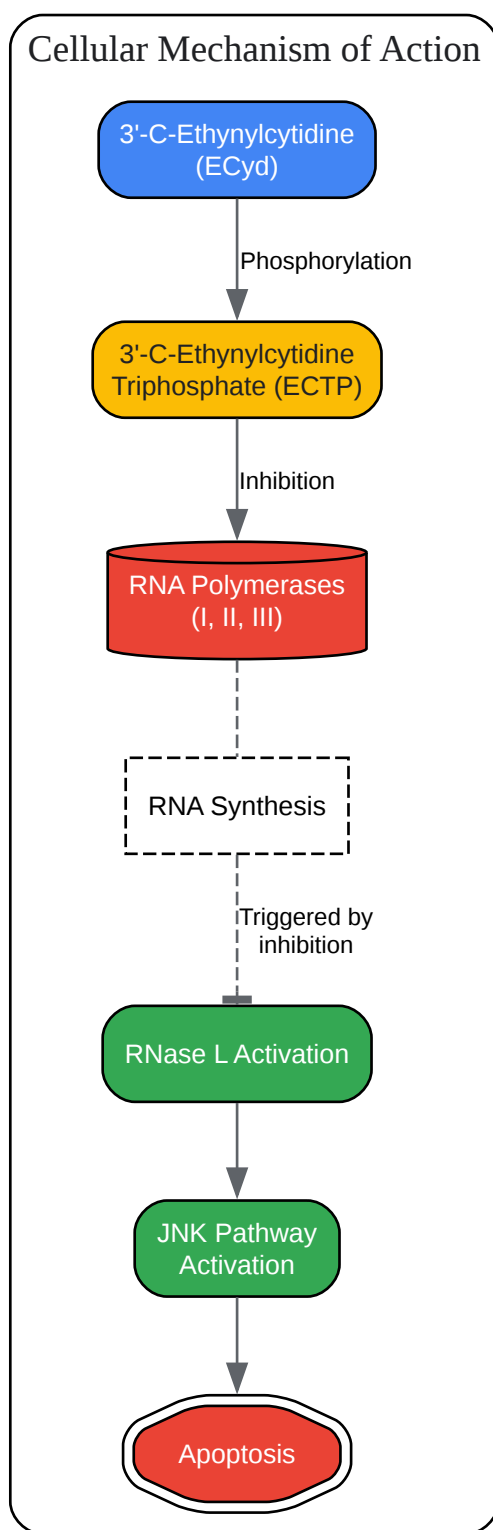 Cellular Mechanism of Action
3'-C-Ethynylcytidine
(ECyd)
Phosphorylation
3'-C-Ethynylcytidine
Triphosphate (ECTP)
Inhibition
RNA Polymerases
(I, II, III)
RNA Synthesis
Triggered by
inhibition
RNase L Activation
JNK Pathway
Activation
Apoptosis